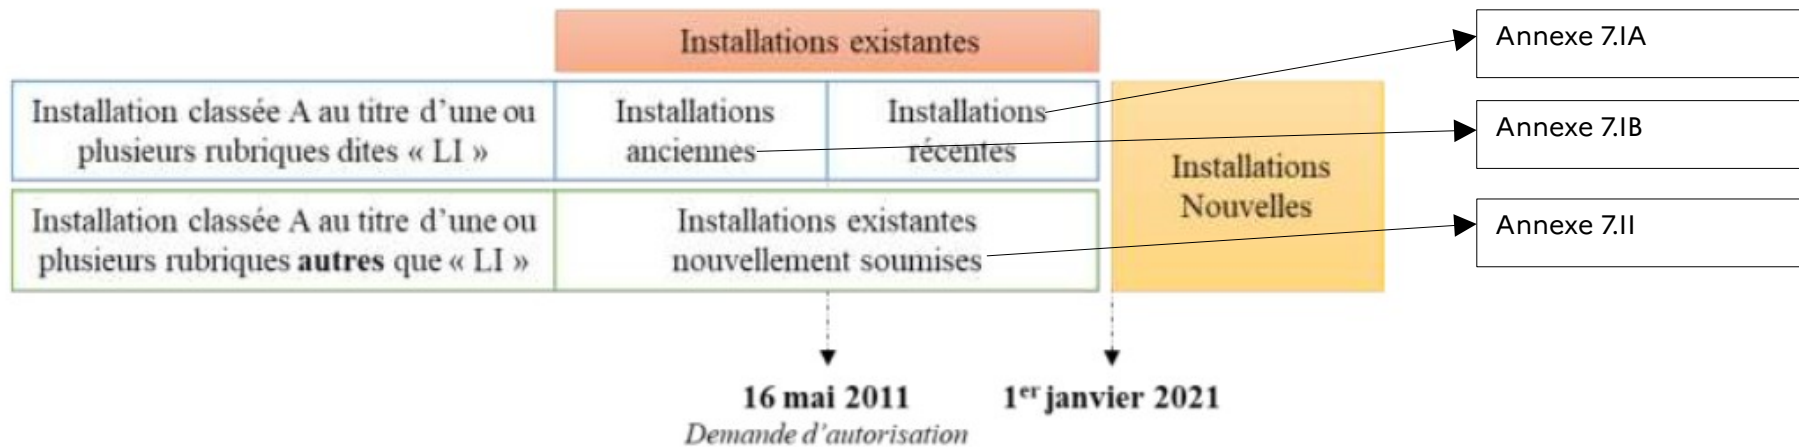 Installations existantes
Annexe 7.IA
Installation classée A au titre d'une ou
plusieurs rubriques dites « LI »
Installations
anciennes
Installations
récentes
Annexe 7.IB
Installations
Nouvelles
Installation classée A au titre d'une ou
plusieurs rubriques autres que « LI »
Installations existantes
nouvellement soumises
Annexe 7.II
16 mai 2011
Demande d'autorisation
1er janvier 2021